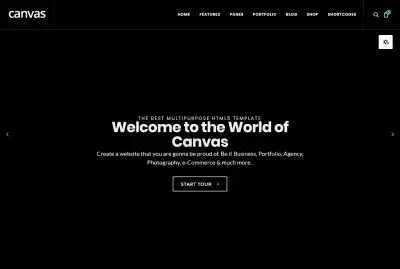 canvas
HOME FEATURES PAGES PORTFOLIO BLOG SHOP SHORTCODES
THE BEST MULTIPURPOSE HTML5 TEMPLATE
Welcome to the World of
Canvas
Create a website that you are gonna be proud of. Be it Business, Portfolio, Agency,
Photography, e-Commerce & much more..
START TOUR